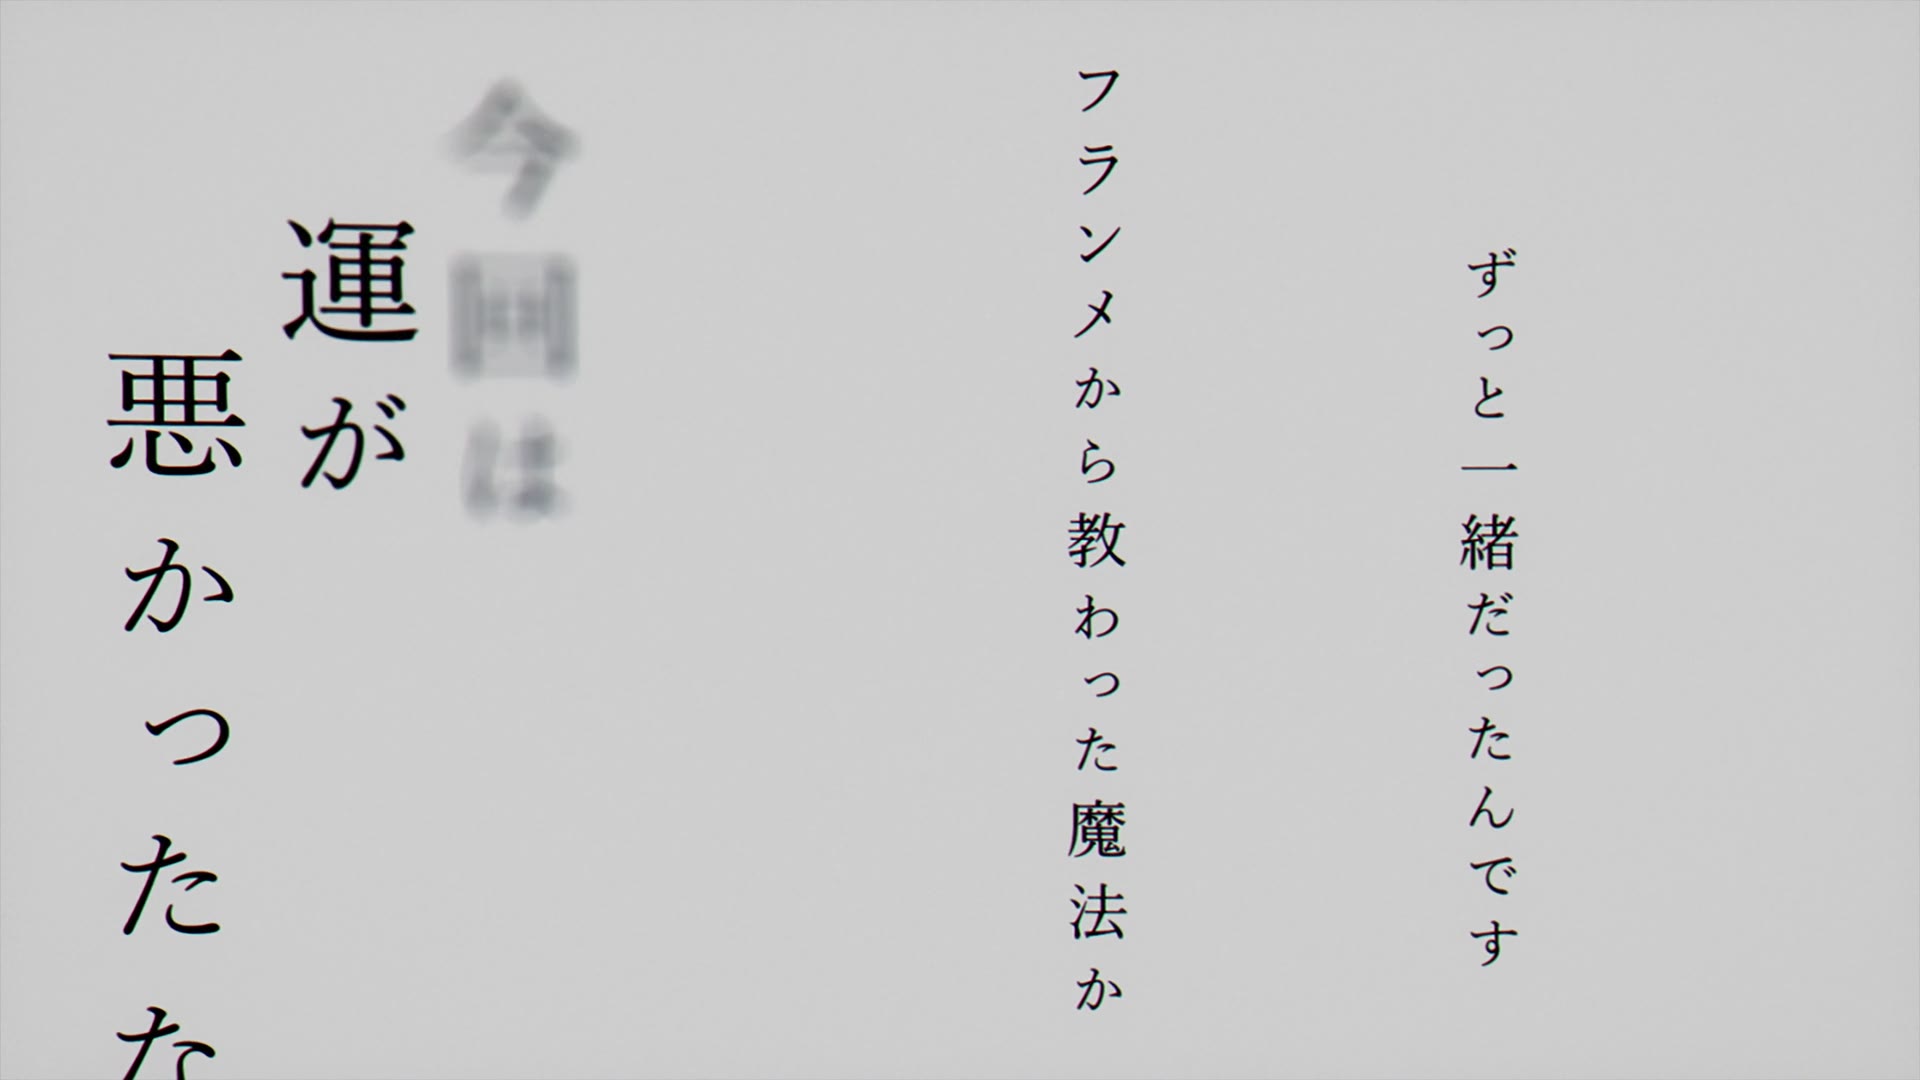 ずっと一緒だったんです
フランメから教わった魔法か
今回は
運が
悪かったな